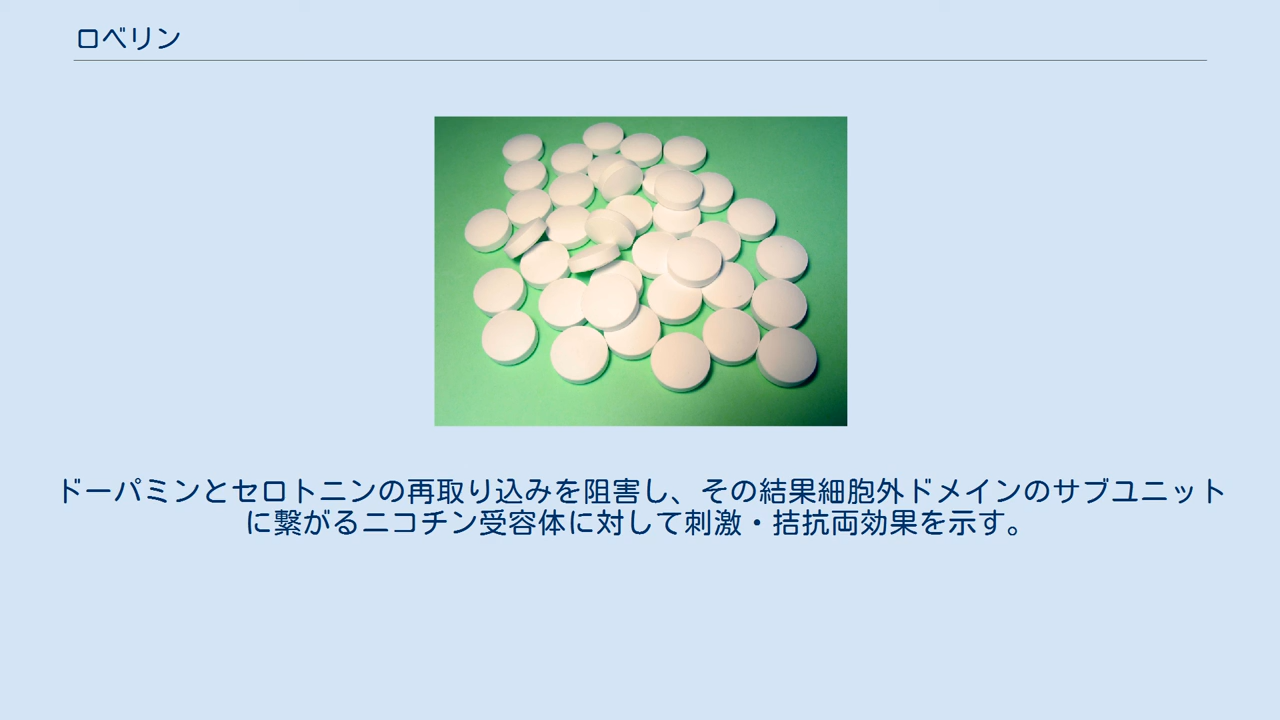 ロベリン
ドーパミンとセロトニンの再取り込みを阻害し、その結果細胞外ドメインのサブユニット
に繋がるニコチン受容体に対して刺激・拮抗両効果を示す。